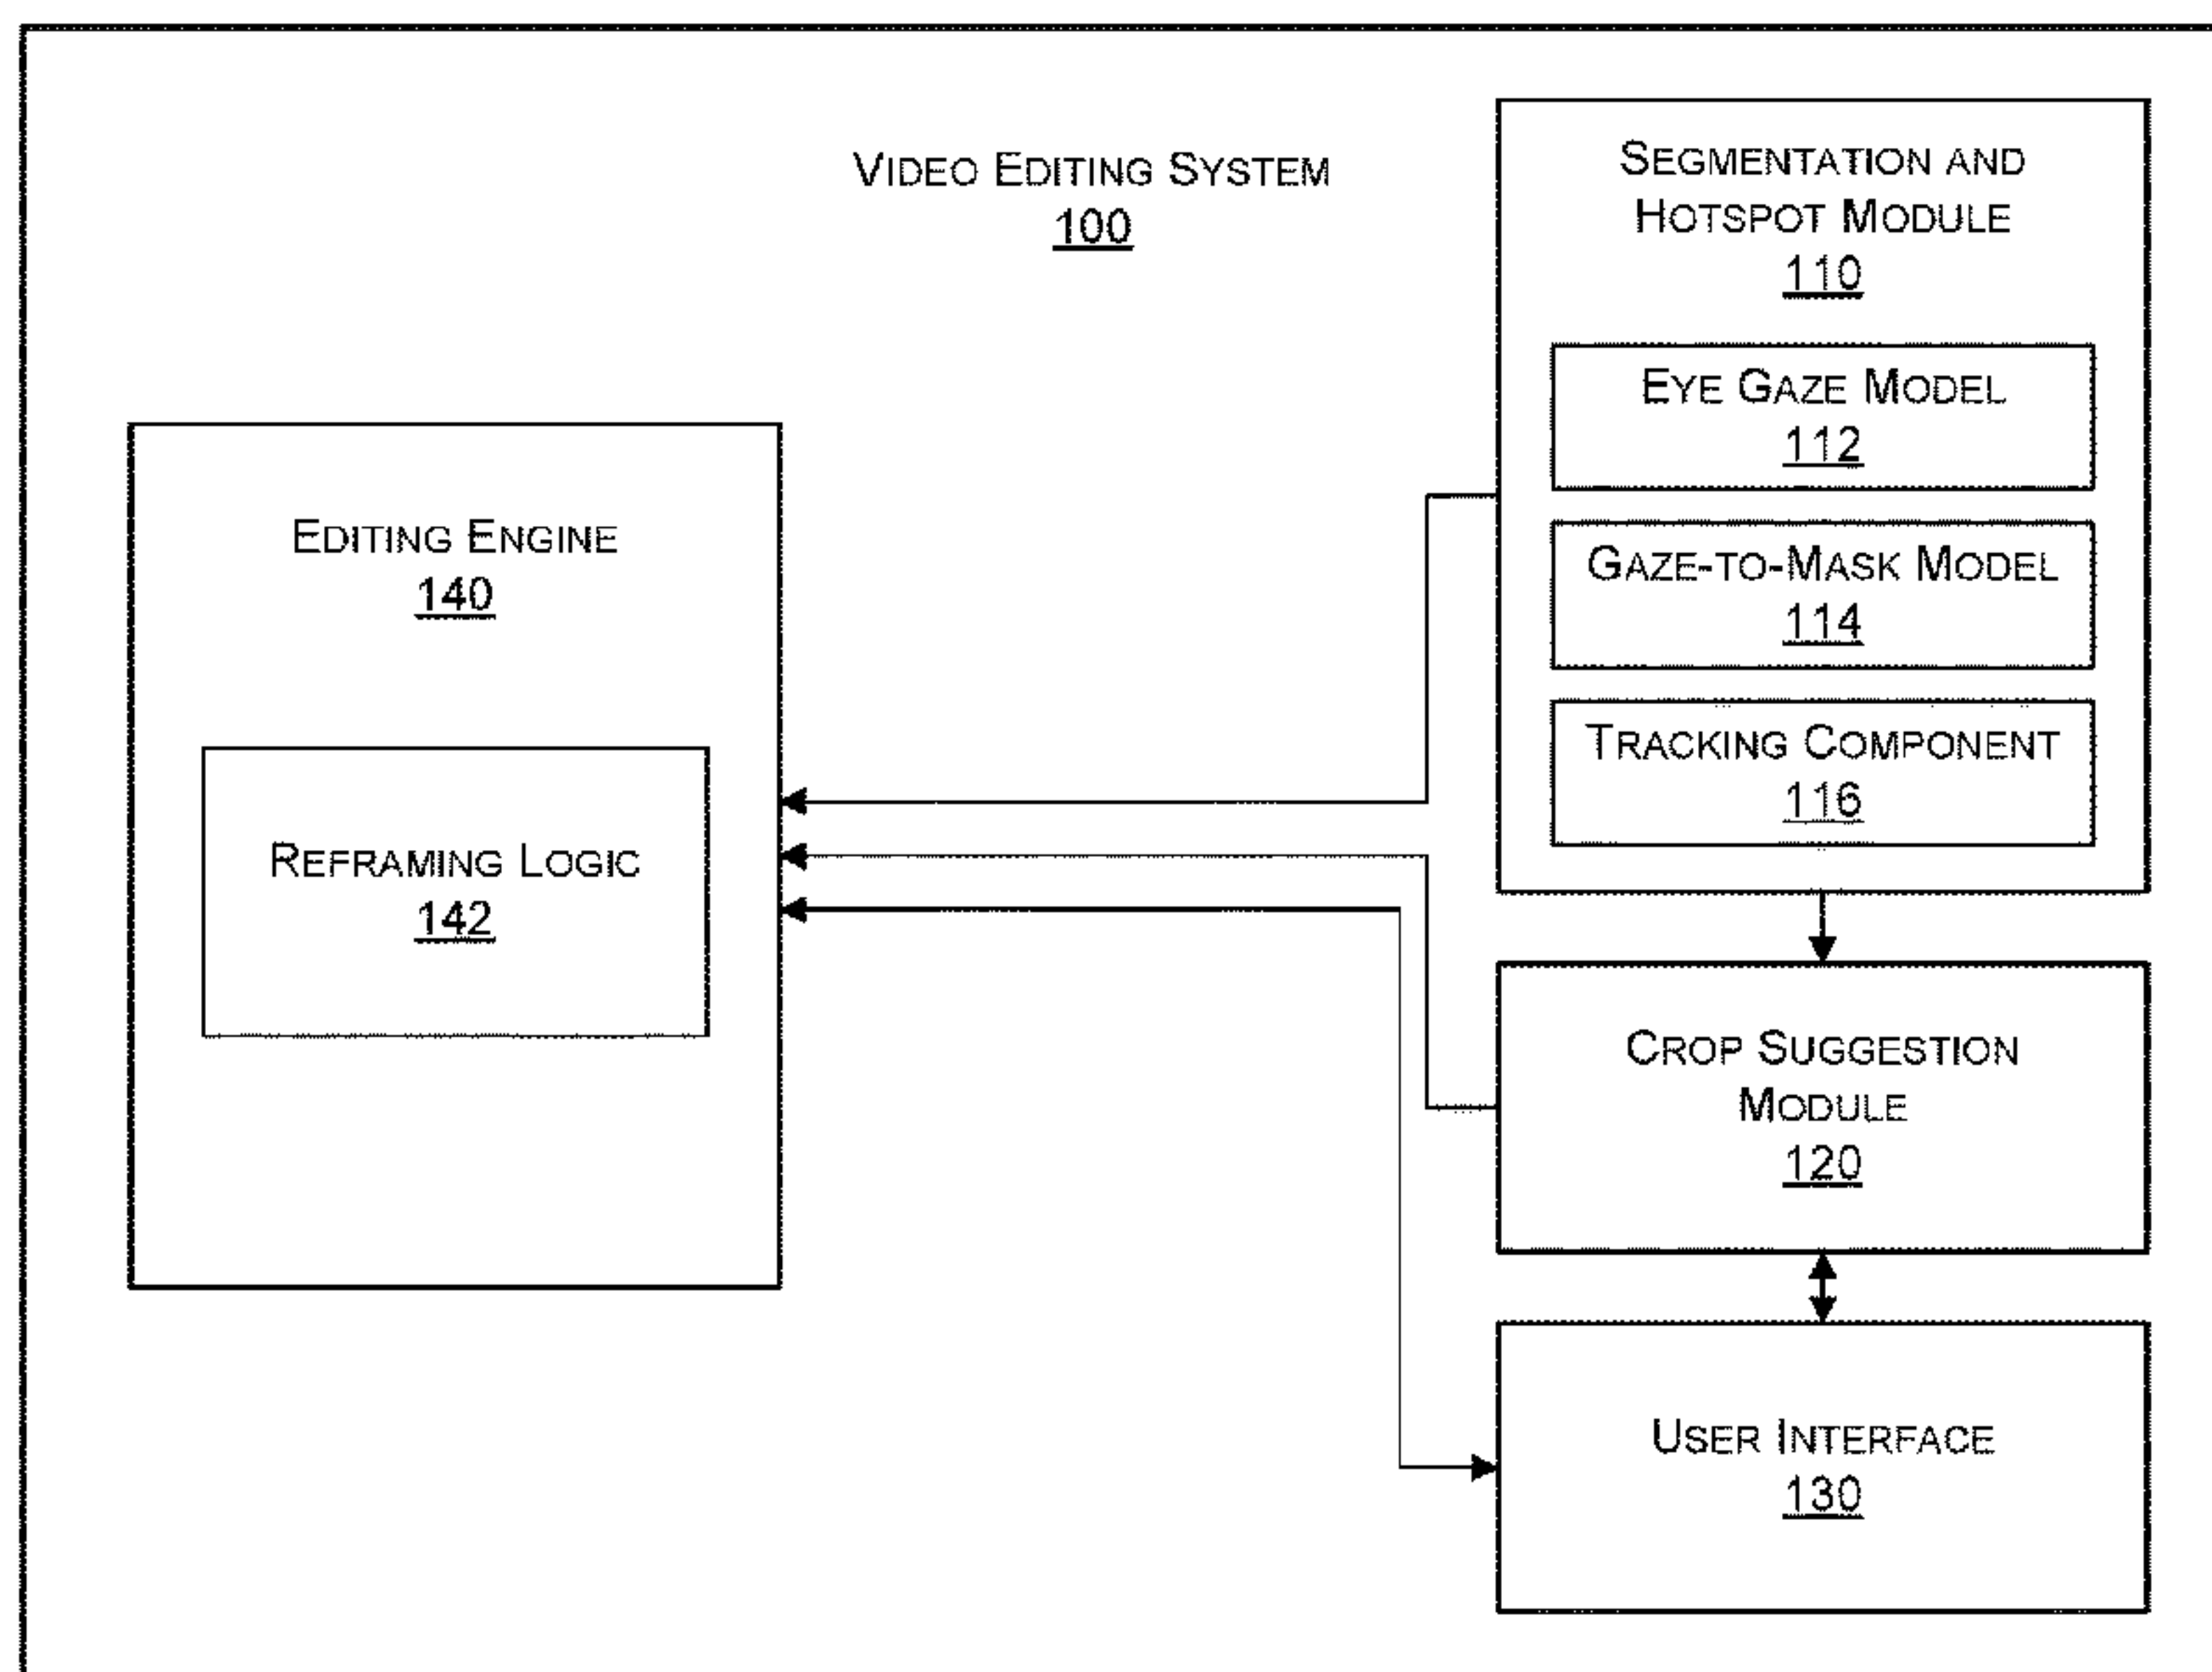 VIDEO EDITING SYSTEM
100
SEGMENTATION AND
HOTSPOT MODULE
110
EYE GAZE MODEL
112
GAZE-TO-MASK MODEL
114
TRACKING COMPONENT
116
EDITING ENGINE
140
REFRAMING LOGIC
142
CROP SUGGESTION
MODULE
120
USER INTERFACE
130